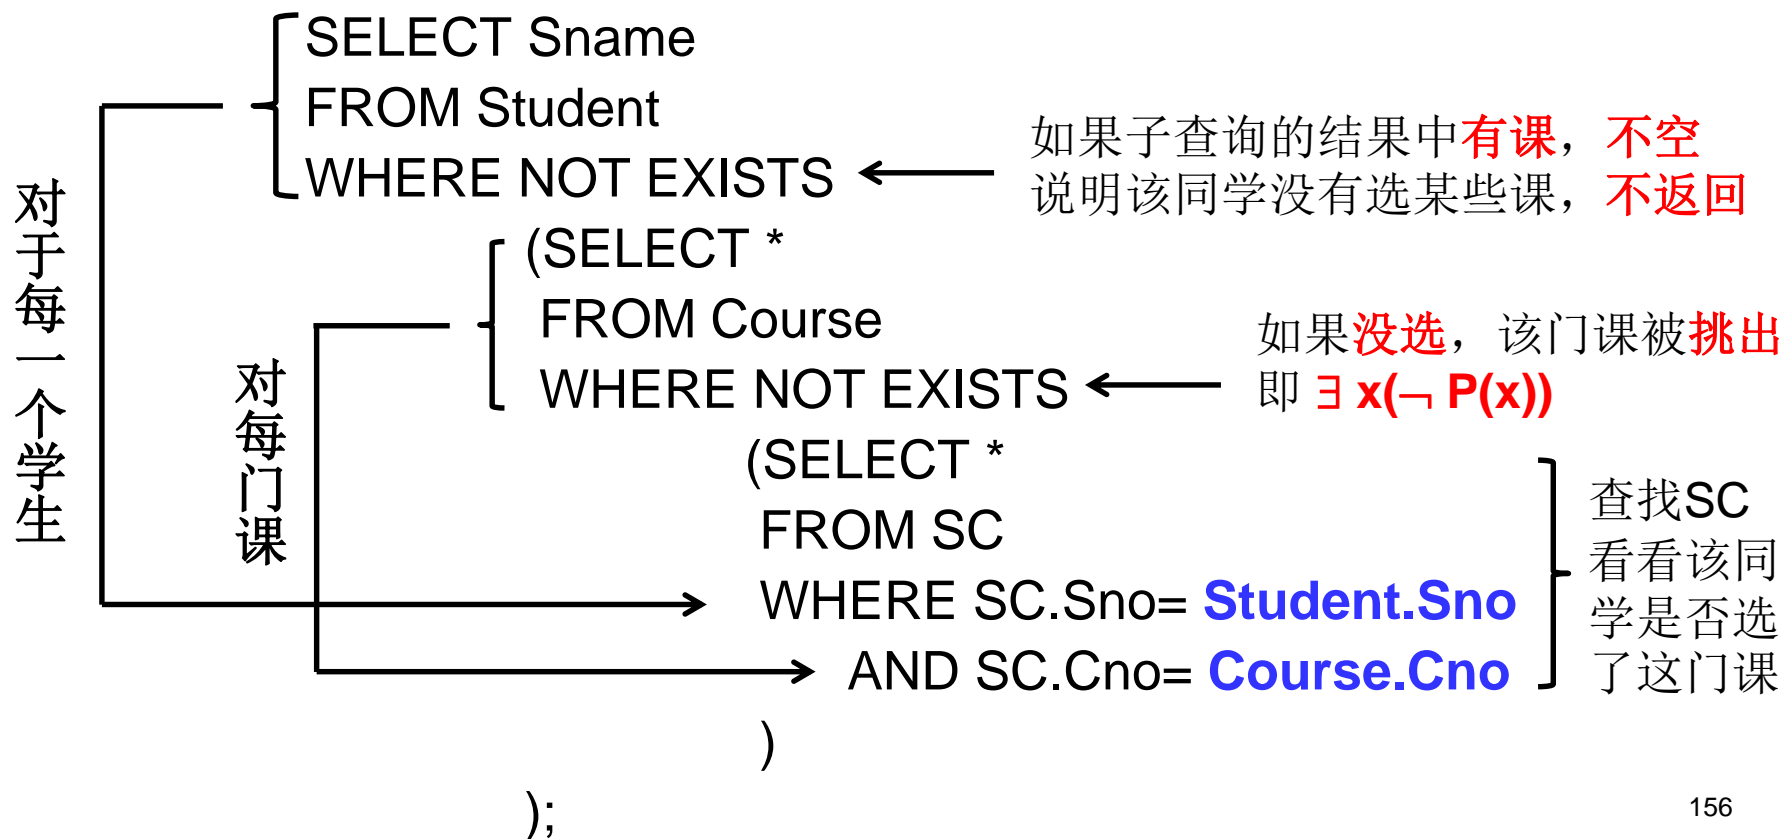 SELECT Sname
FROM Student
WHERE NOT EXISTS
如果子查询的结果中有课，不空
说明该同学没有选某些课，不返回
对于每一个学生
(SELECT *
FROM Course
WHERE NOT EXISTS
如果没选，该门课被挑出
即 ∃ x(¬ P(x))
对每门课
(SELECT *
FROM SC
WHERE SC.Sno= Student.Sno
AND SC.Cno= Course.Cno
查找SC
看看该同
学是否选
了这门课
)
);
156